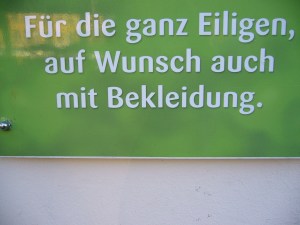 Für die ganz Eiligen,
auf Wunsch auch
mit Bekleidung.